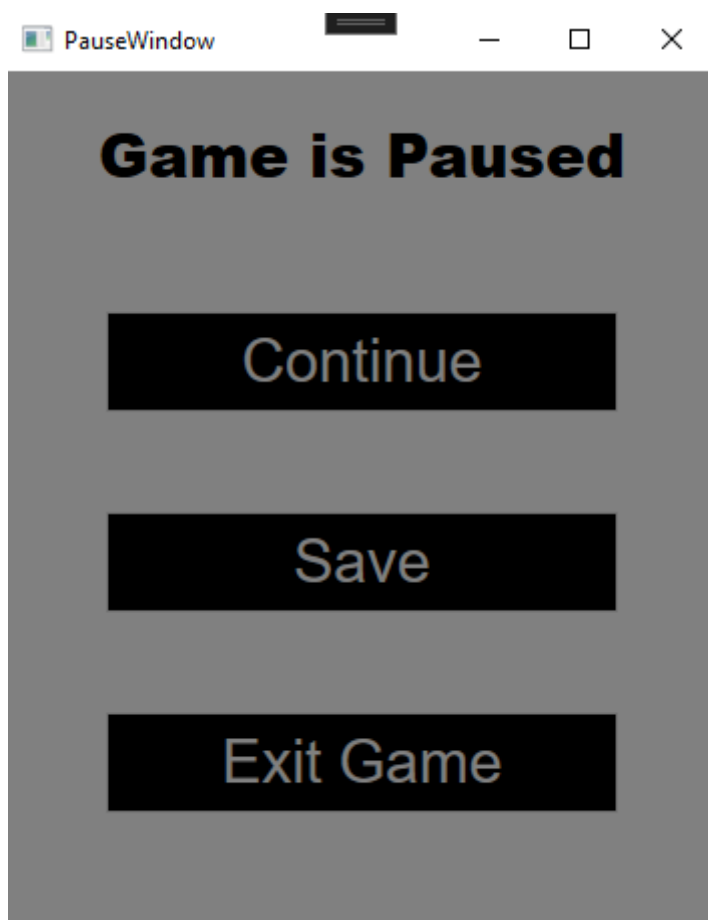 PauseWindow
Game is Paused
Continue
Save
Exit Game